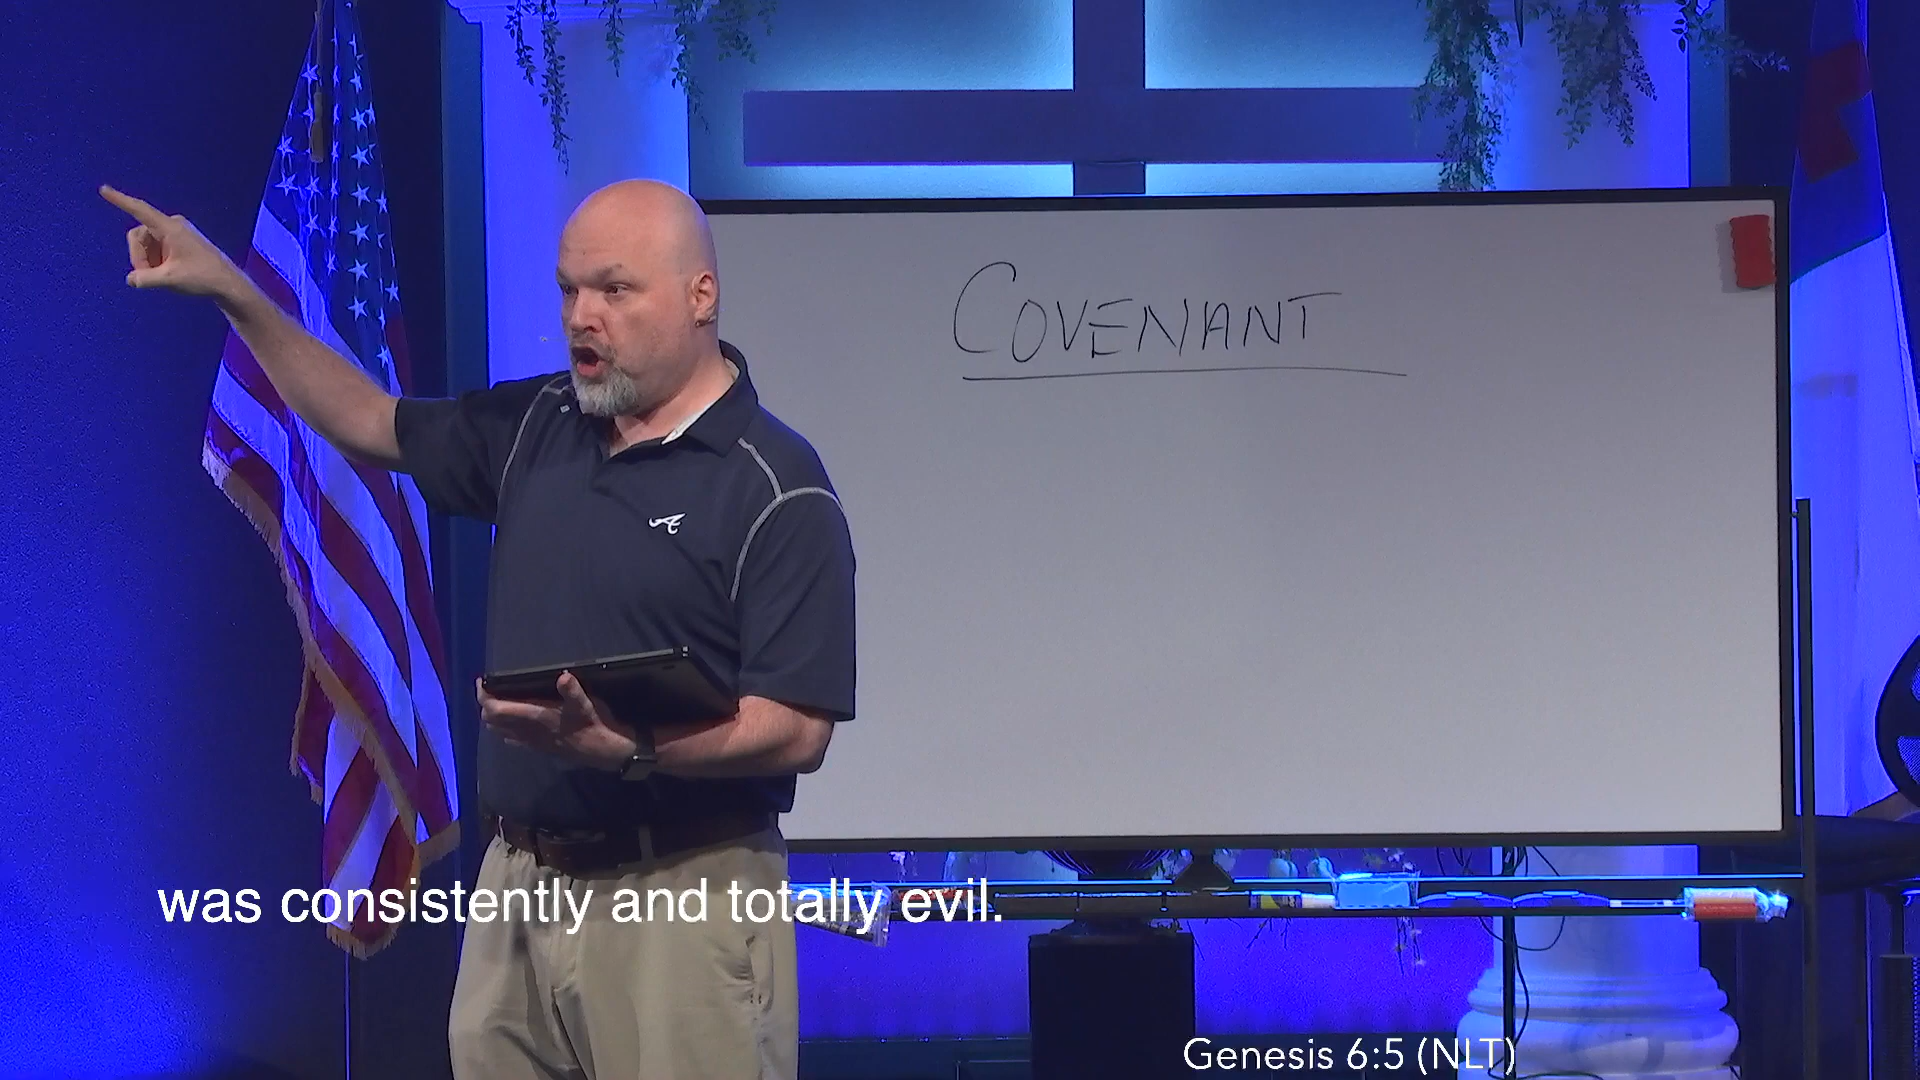 COVENANT
A
was consistently and totally evil.
Genesis 6:5 (NLT)